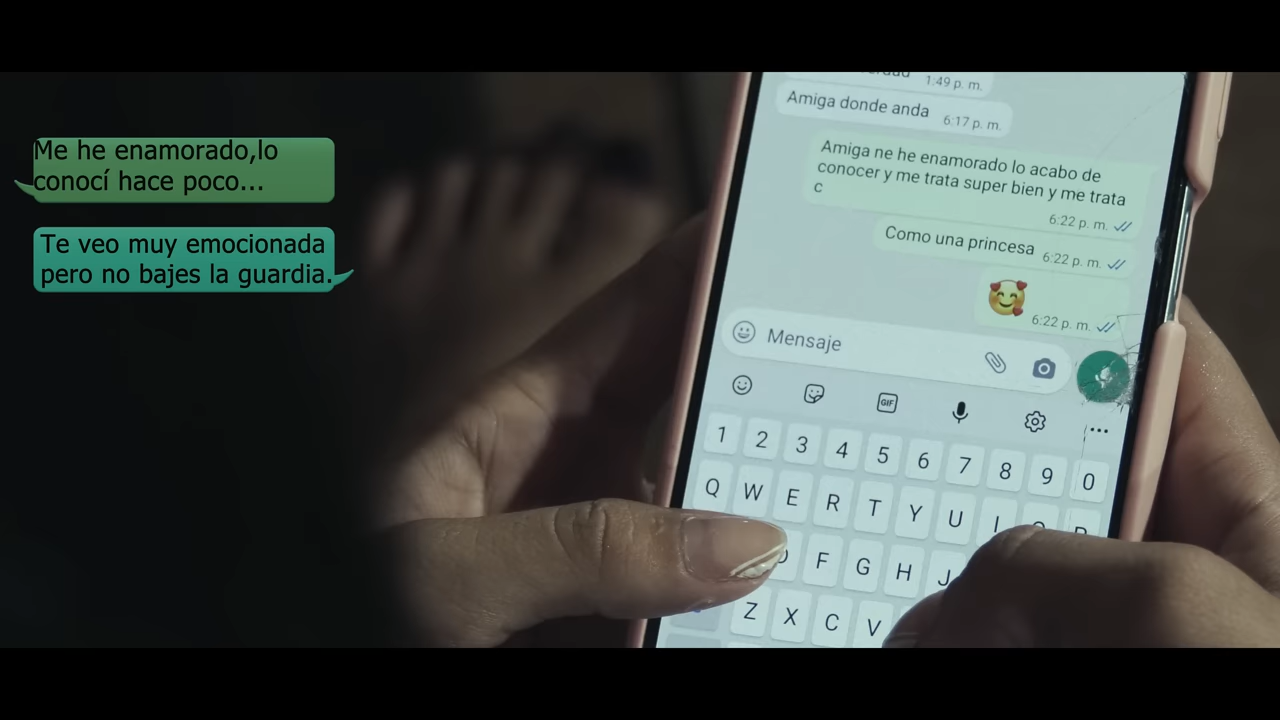 Me he enamorado,lo
conocí hace poco...
Te veo muy emocionada
pero no bajes la guardia.
1:49 p. m.
Amiga donde anda
6:17 p. m.
Amiga ne he enamorado lo acabo de
conocer y me trata super bien y me trata
c
6:22 p. m.
Como una princesa
6:22 p. m.
6:22 p. m.
Mensaje
GIF
1 2 3 4 5 6 7 8 9 0
Q W E R T Y U
F G H J
Z X C V